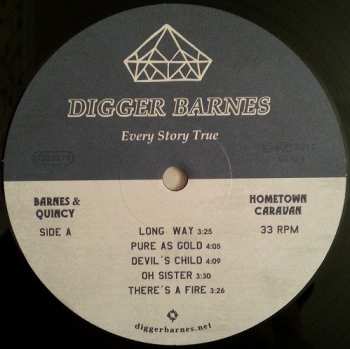 DIGGER BARNES
Every Story True
BARNES &
QUINCY
HOMETOWN
CARAVAN
SIDE A
33 RPM
LONG WAY 3:25
PURE AS GOLD 4:05
DEVIL´S CHILD 4:09
OH SISTER 3:30
THERE´S A FIRE 3:26
diggerbarnes.net